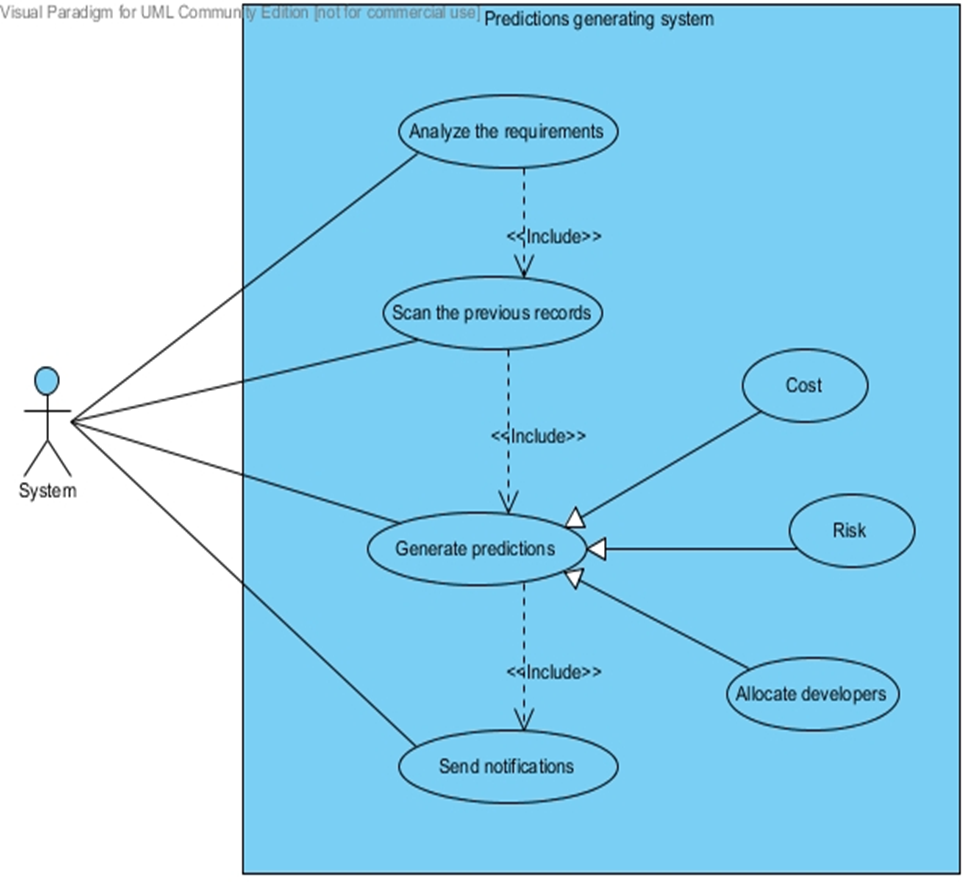 Visual Paradigm for UML Community Edition [not for commercial use]
Predictions generating system
Analyze the requirements
<<Include>>
Scan the previous records
Cost
<<Include>>
System
Risk
Generate predictions
<<Include>>
Allocate developers
Send notifications